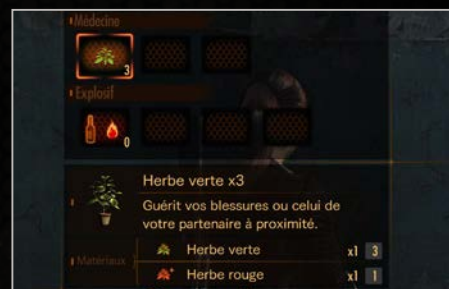 Médecine
3
Explosif
0
Herbe verte x3
Guérit vos blessures ou celui de
votre partenaire à proximité.
Matériaux
Herbe verte x1 3
Herbe rouge x1 1